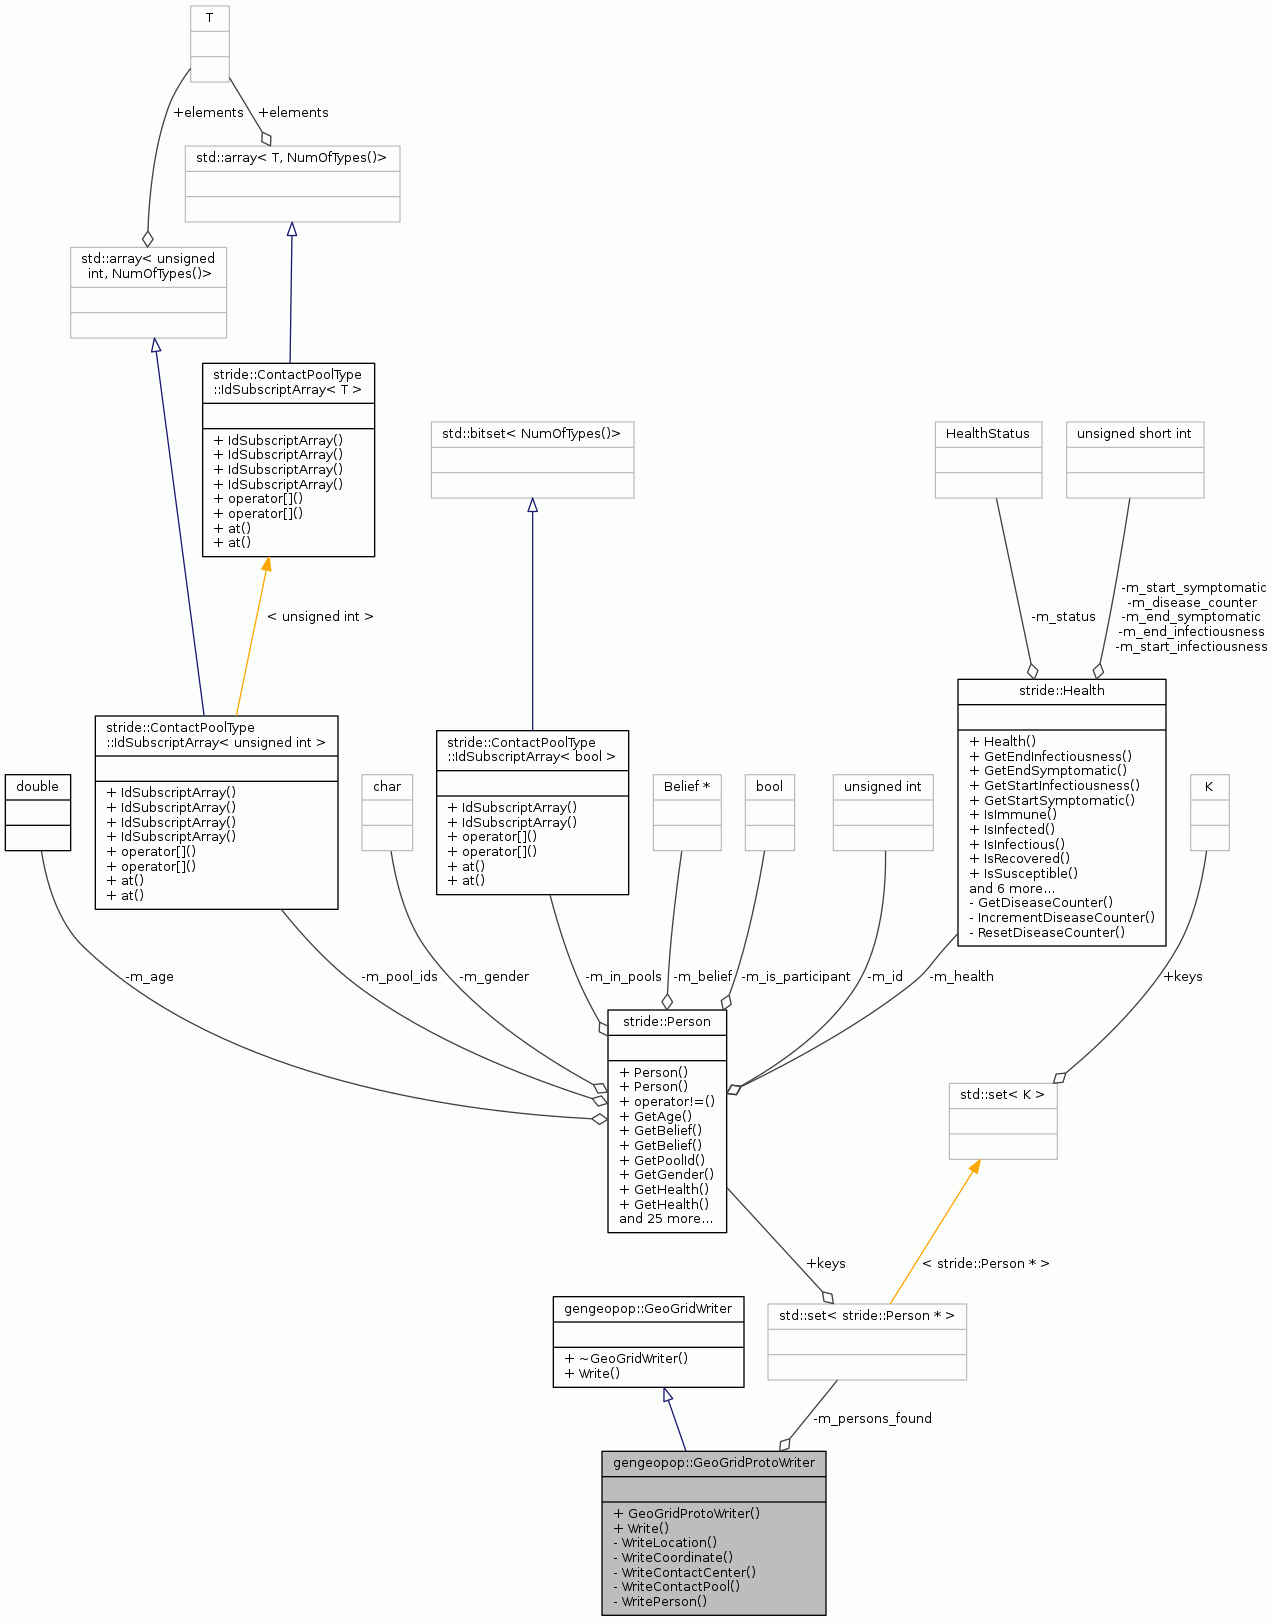 T
+elements
+elements
std::array< T, NumOfTypes()>
std::array< unsigned
int, NumOfTypes()>
stride::ContactPoolType
::IdSubscriptArray< T >
+ IdSubscriptArray()
+ IdSubscriptArray()
+ IdSubscriptArray()
+ IdSubscriptArray()
+ operator[]()
+ operator[]()
+ at()
+ at()
std::bitset< NumOfTypes()>
HealthStatus
unsigned short int
< unsigned int >
-m_status
-m_start_symptomatic
-m_disease_counter
-m_end_symptomatic
-m_end_infectiousness
-m_start_infectiousness
stride::ContactPoolType
::IdSubscriptArray< unsigned int >
+ IdSubscriptArray()
+ IdSubscriptArray()
+ IdSubscriptArray()
+ IdSubscriptArray()
+ operator[]()
+ operator[]()
+ at()
+ at()
stride::ContactPoolType
::IdSubscriptArray< bool >
+ IdSubscriptArray()
+ IdSubscriptArray()
+ operator[]()
+ operator[]()
+ at()
+ at()
stride::Health
+ Health()
+ GetEndInfectiousness()
+ GetEndSymptomatic()
+ GetStartInfectiousness()
+ GetStartSymptomatic()
+ IsImmune()
+ IsInfected()
+ IsInfectious()
+ IsRecovered()
+ IsSusceptible()
and 6 more...
- GetDiseaseCounter()
- IncrementDiseaseCounter()
- ResetDiseaseCounter()
double
char
Belief *
bool
unsigned int
K
-m_age
-m_pool_ids
-m_gender
-m_in_pools
-m_belief
-m_is_participant
-m_id
-m_health
+keys
stride::Person
+ Person()
+ Person()
+ operator!=()
+ GetAge()
+ GetBelief()
+ GetBelief()
+ GetPoolId()
+ GetGender()
+ GetHealth()
+ GetHealth()
and 25 more...
std::set< K >
+keys
< stride::Person * >
gengeopop::GeoGridWriter
+ ~GeoGridWriter()
+ Write()
std::set< stride::Person * >
-m_persons_found
gengeopop::GeoGridProtoWriter
+ GeoGridProtoWriter()
+ Write()
- WriteLocation()
- WriteCoordinate()
- WriteContactCenter()
- WriteContactPool()
- WritePerson()